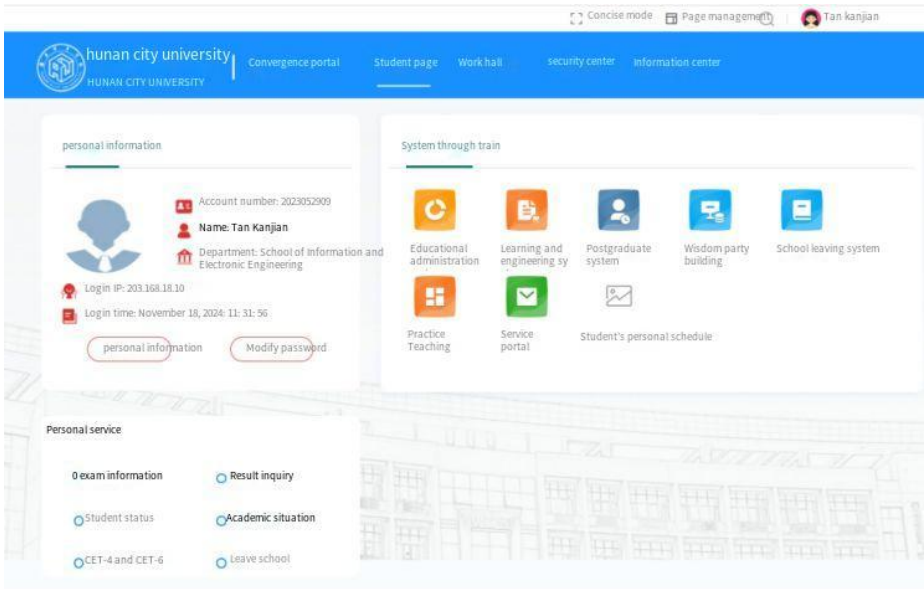 Concise mode
Page management
Tan kanjian
hunan city university
HUNAN CITY UNIVERSITY
Convergence portal
Student page
Work hall
security center
Information center
personal information
Account number: 2023052909
Name: Tan Kanjian
Department: School of Information and
Electronic Engineering
Login IP: 203.168.18.10
Login time: November 18, 2024: 11: 31: 56
personal information
Modify password
System through train
Educational
administration
Learning and
engineering sy
Postgraduate
system
Wisdom party
building
School leaving system
Practice
Teaching
Service
portal
Student's personal schedule
Personal service
0 exam information
Result inquiry
Student status
Academic situation
CET-4 and CET-6
Leave school